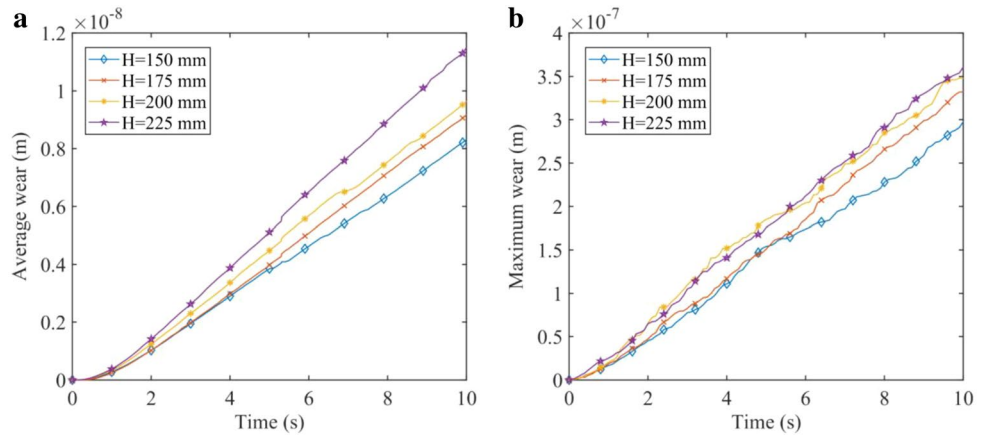 a
×10^-8
1.2
1
0.8
0.6
0.4
0.2
0
0 2 4 6 8 10
Average wear (m)
Time (s)
H=150 mm
H=175 mm
H=200 mm
H=225 mm
b
×10^-7
4
3.5
3
2.5
2
1.5
1
0.5
0
0 2 4 6 8 10
Maximum wear (m)
Time (s)
H=150 mm
H=175 mm
H=200 mm
H=225 mm